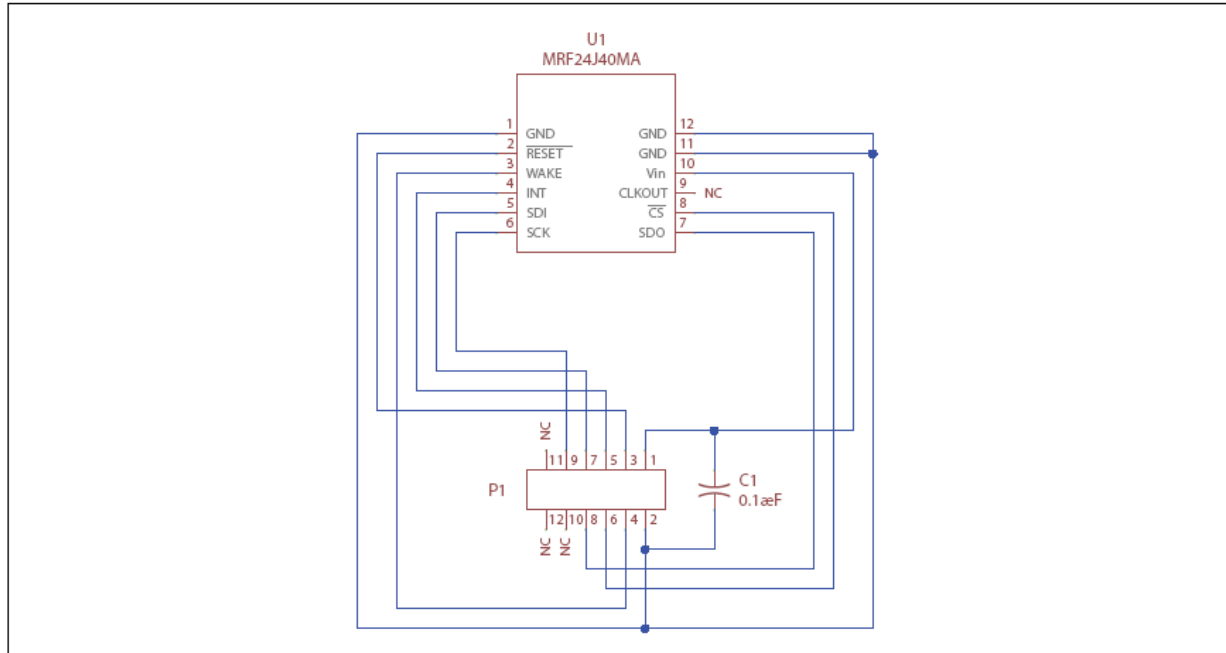 U1
MRF24J40MA
1 GND
2 RESET
3 WAKE
4 INT
5 SDI
6 SCK
12 GND
11 GND
10 Vin
9 CLKOUT NC
8 CS
7 SDO
NC
11 9 7 5 3 1
P1
12 10 8 6 4 2
NC NC
C1
0.1æF